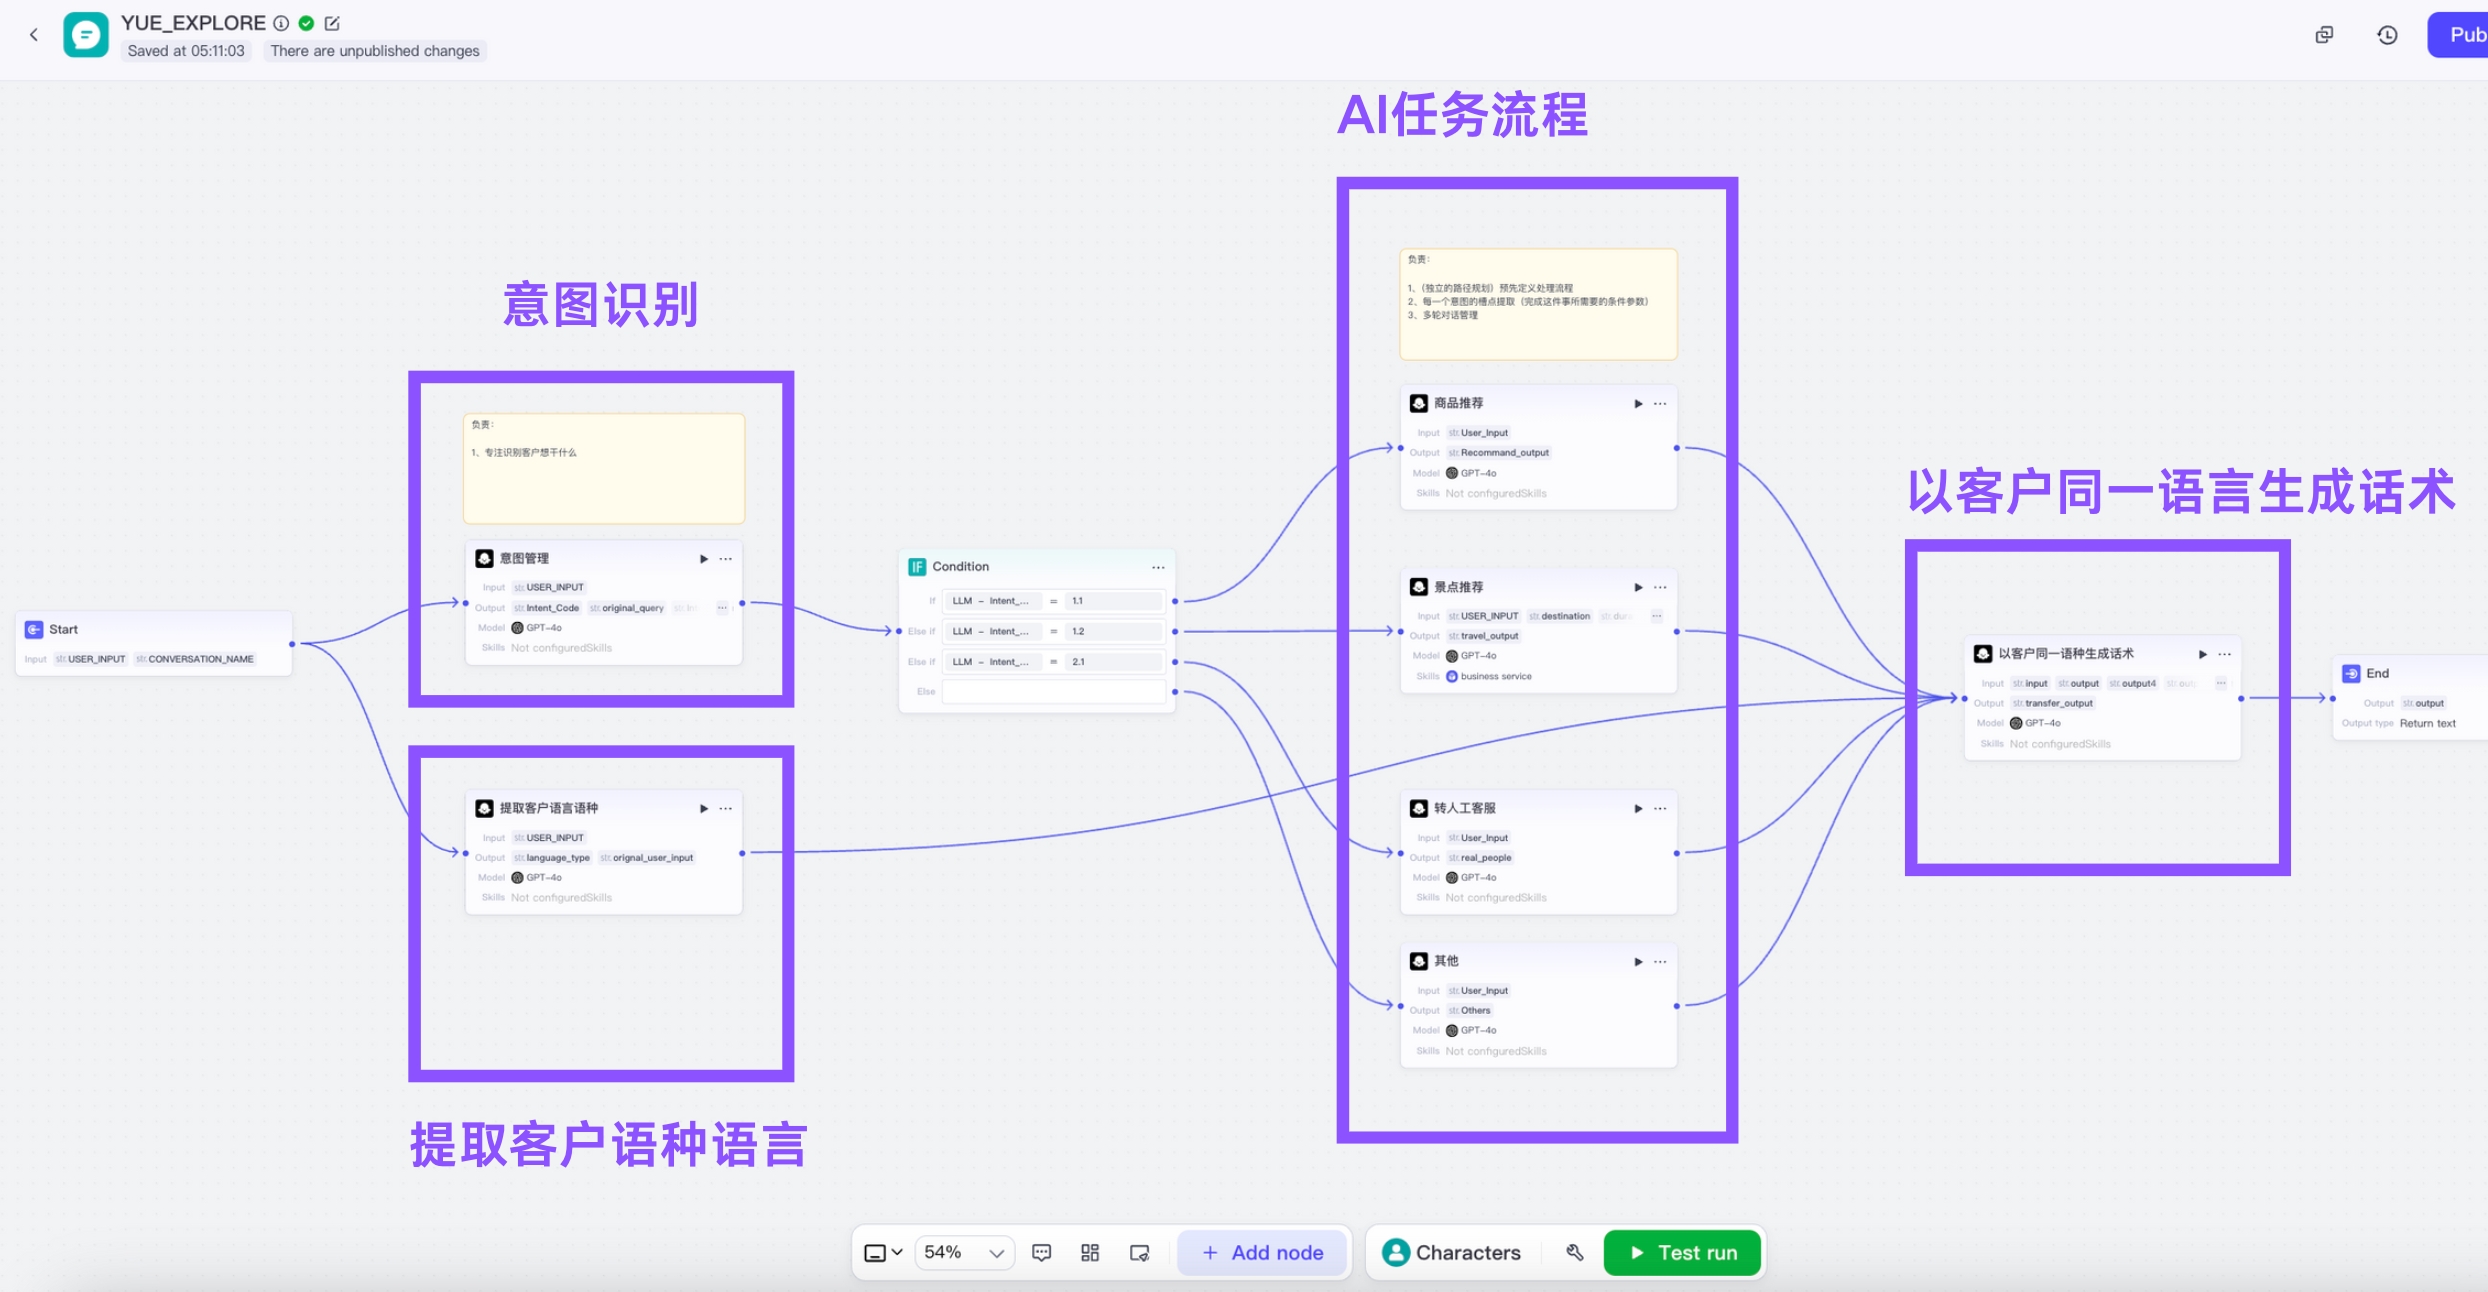 YUE_EXPLORE
Saved at 05:11:03
There are unpublished changes
Pub
AI任务流程
意图识别
以客户同一语言生成话术
提取客户语种语言
Start
Input str. USER_INPUT str. CONVERSATION_NAME
负责：
1、专注识别客户想干什么
意图管理
Input str. USER_INPUT
Output str. Intent_Code str. original_query str. Int
Model GPT-4o
Skills Not configuredSkills
提取客户语言语种
Input str. USER_INPUT
Output str. language_type str. orignal_user_input
Model GPT-4o
Skills Not configuredSkills
IF Condition
If LLM - Intent_... = 1.1
Else if LLM - Intent_... = 1.2
Else if LLM - Intent_... = 2.1
Else
负责：
1、（独立的路径规划）预先定义处理流程
2、每一个意图的槽点提取（完成这件事所需要的条件参数）
3、多轮对话管理
商品推荐
Input str. User_Input
Output str. Recommand_output
Model GPT-4o
Skills Not configuredSkills
景点推荐
Input str. USER_INPUT str. destination str. dur
Output str. travel_output
Model GPT-4o
Skills business service
转人工客服
Input str. User_Input
Output str. real_people
Model GPT-4o
Skills Not configuredSkills
其他
Input str. User_Input
Output str. Others
Model GPT-4o
Skills Not configuredSkills
以客户同一语种生成话术
Input str. input str. output str. output4 str. out
Output str. transfer_output
Model GPT-4o
Skills Not configuredSkills
End
Output str. output
Output type Return text
54%
+ Add node
Characters
Test run